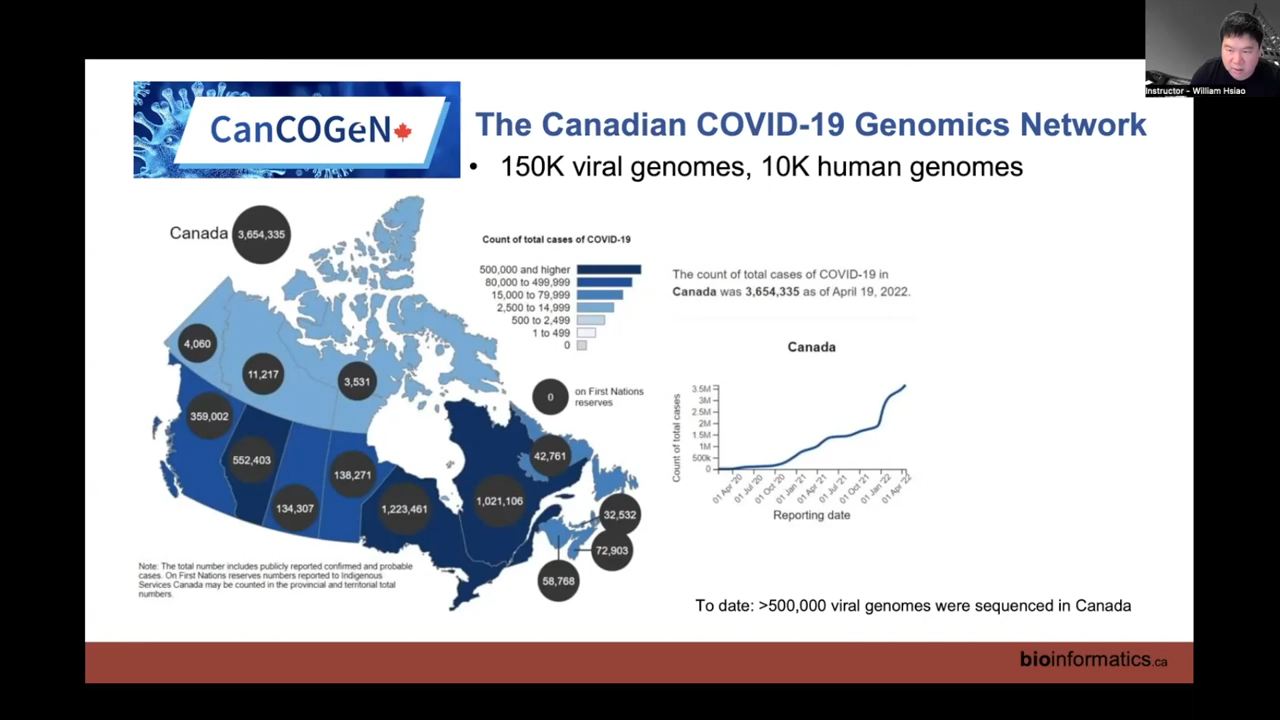 Instructor - William Hsiao
CanCOGeN
The Canadian COVID-19 Genomics Network
• 150K viral genomes, 10K human genomes
Canada 3,654,335
Count of total cases of COVID-19
500,000 and higher
80,000 to 499,999
15,000 to 79,999
2,500 to 14,999
500 to 2,499
1 to 499
0
4,060
11,217
3,531
0
on First Nations
reserves
359,002
552,403
134,307
138,271
1,223,461
1,021,106
42,761
32,532
72,903
58,768
Note: The total number includes publicly reported confirmed and probable
cases. On First Nations reserves numbers reported to Indigenous
Services Canada may be counted in the provincial and territorial total
numbers.
The count of total cases of COVID-19 in
Canada was 3,654,335 as of April 19, 2022.
Canada
Count of total cases
3.5M
3M
2.5M
2M
1.5M
1M
500k
0
01 Apr '20
01 Jul '20
01 Oct '20
01 Jan '21
01 Apr '21
01 Jul '21
01 Oct '21
01 Jan '22
01 Apr '22
Reporting date
To date: >500,000 viral genomes were sequenced in Canada
bioinformatics.ca